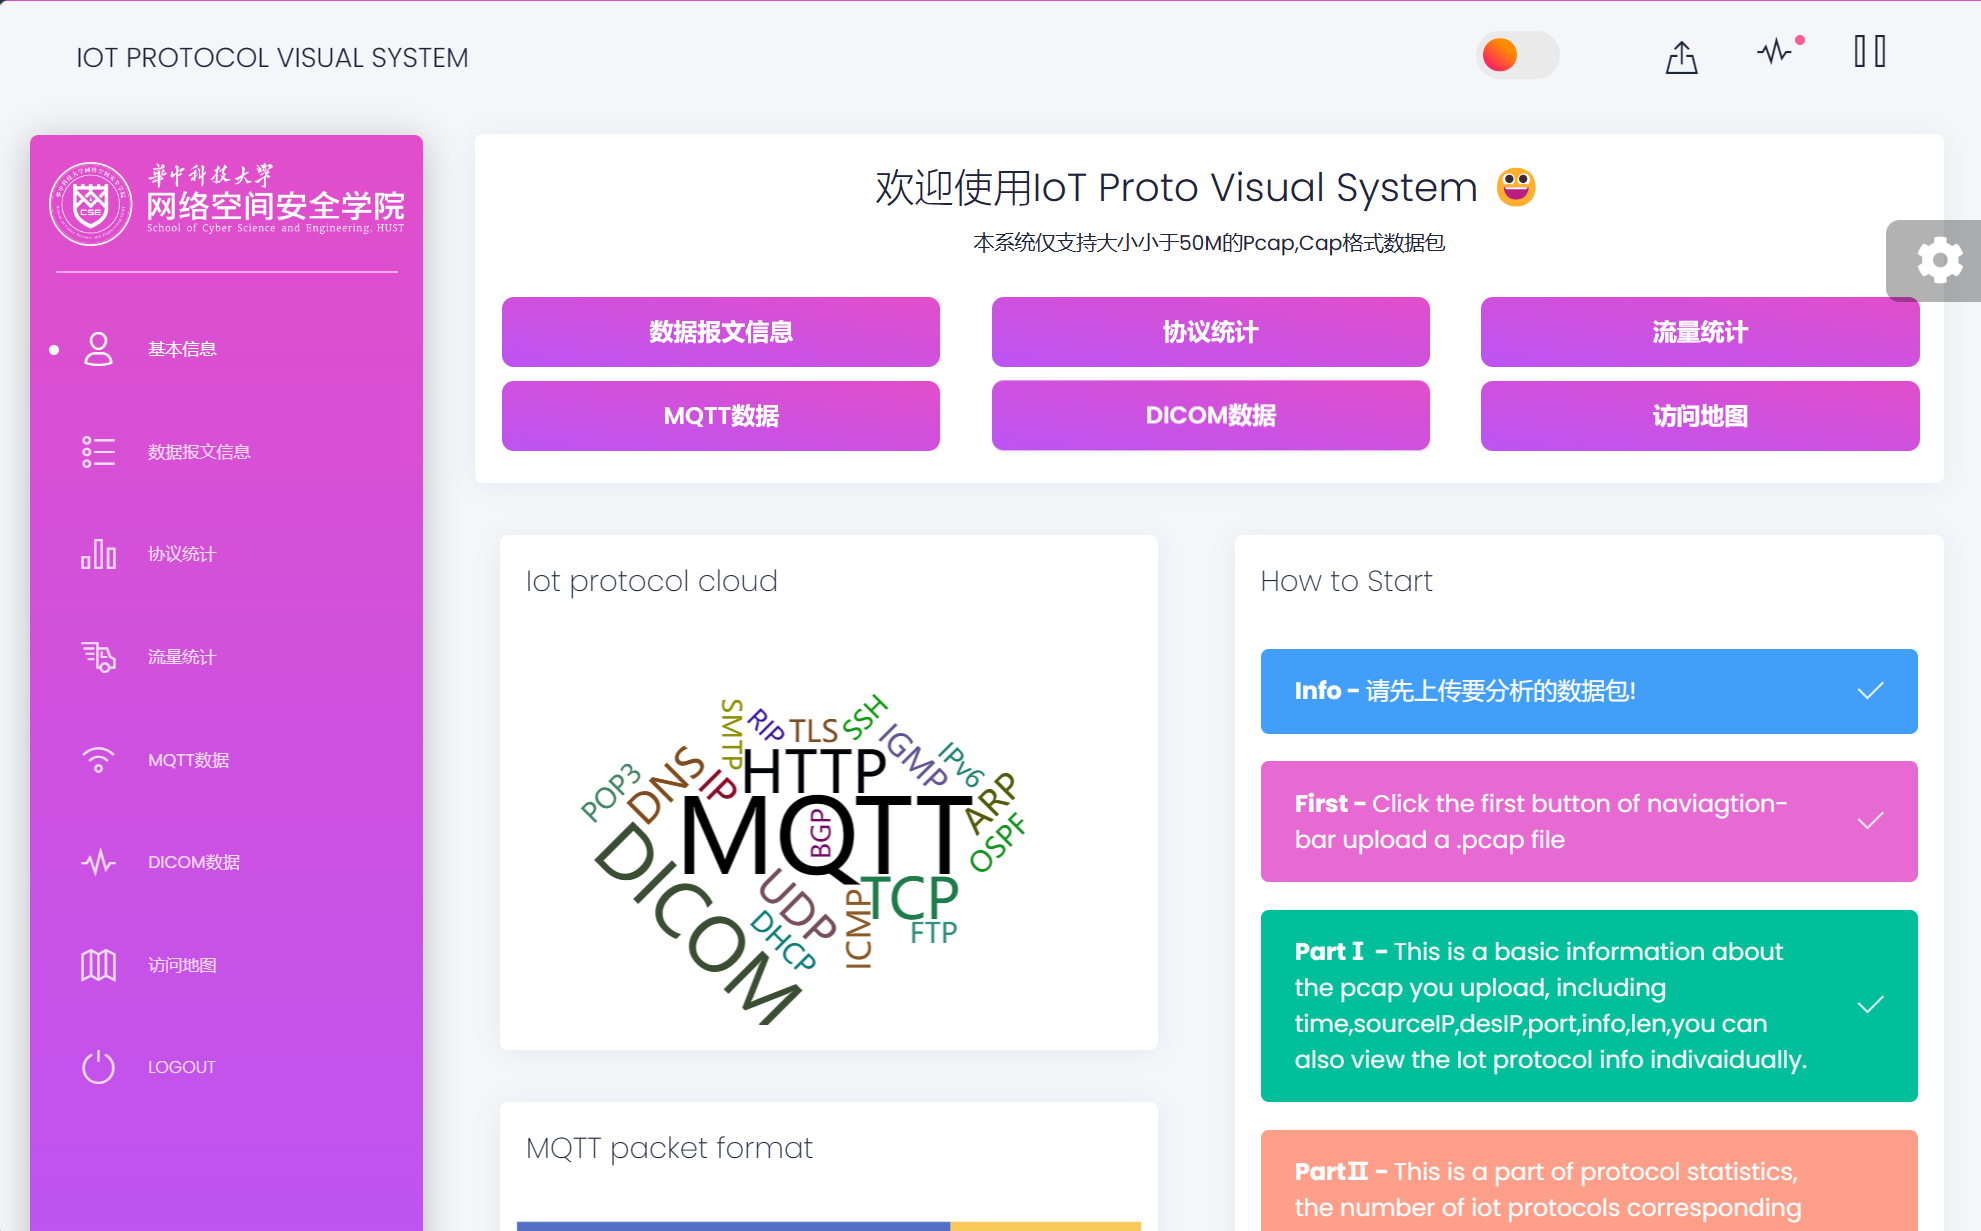 IOT PROTOCOL VISUAL SYSTEM
華中科技大学
网络空间安全学院
School of Cyber Science and Engineering. HUST
CSE
基本信息
数据报文信息
协议统计
流量统计
MQTT数据
DICOM数据
访问地图
LOGOUT
欢迎使用IoT Proto Visual System
本系统仅支持大小小于50M的Pcap,Cap格式数据包
数据报文信息
协议统计
流量统计
MQTT数据
DICOM数据
访问地图
Iot protocol cloud
SMTP
RIP
TLS
SSH
IGMP
IPv6
HTTP
POP3
DNS
IP
ARP
MQTT
BGP
OSPF
DICOM
UDP
TCP
ICMP
FTP
DHCP
MQTT packet format
How to Start
Info - 请先上传要分析的数据包!
First - Click the first button of naviagtion-
bar upload a .pcap file
Part Ⅰ - This is a basic information about
the pcap you upload, including
time,sourceIP,desIP,port,info,len,you can
also view the Iot protocol info indivaidually.
PartⅡ - This is a part of protocol statistics,
the number of iot protocols corresponding